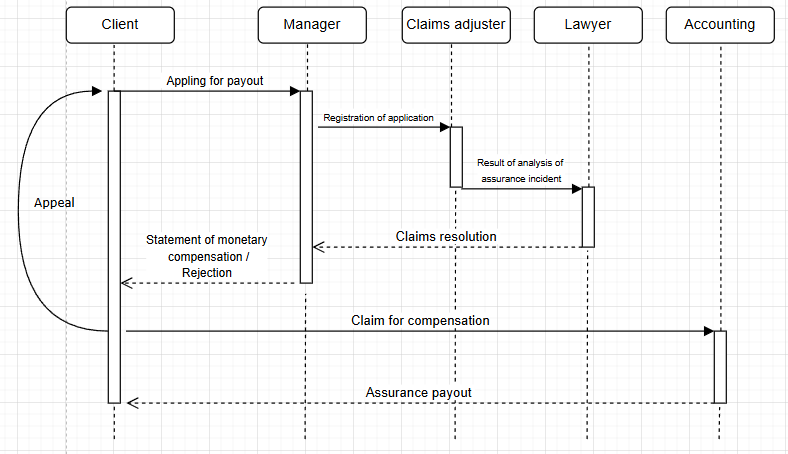 Client
Manager
Claims adjuster
Lawyer
Accounting
Appling for payout
Registration of application
Result of analysis of
assurance incident
Appeal
Claims resolution
Statement of monetary
compensation /
Rejection
Claim for compensation
Assurance payout